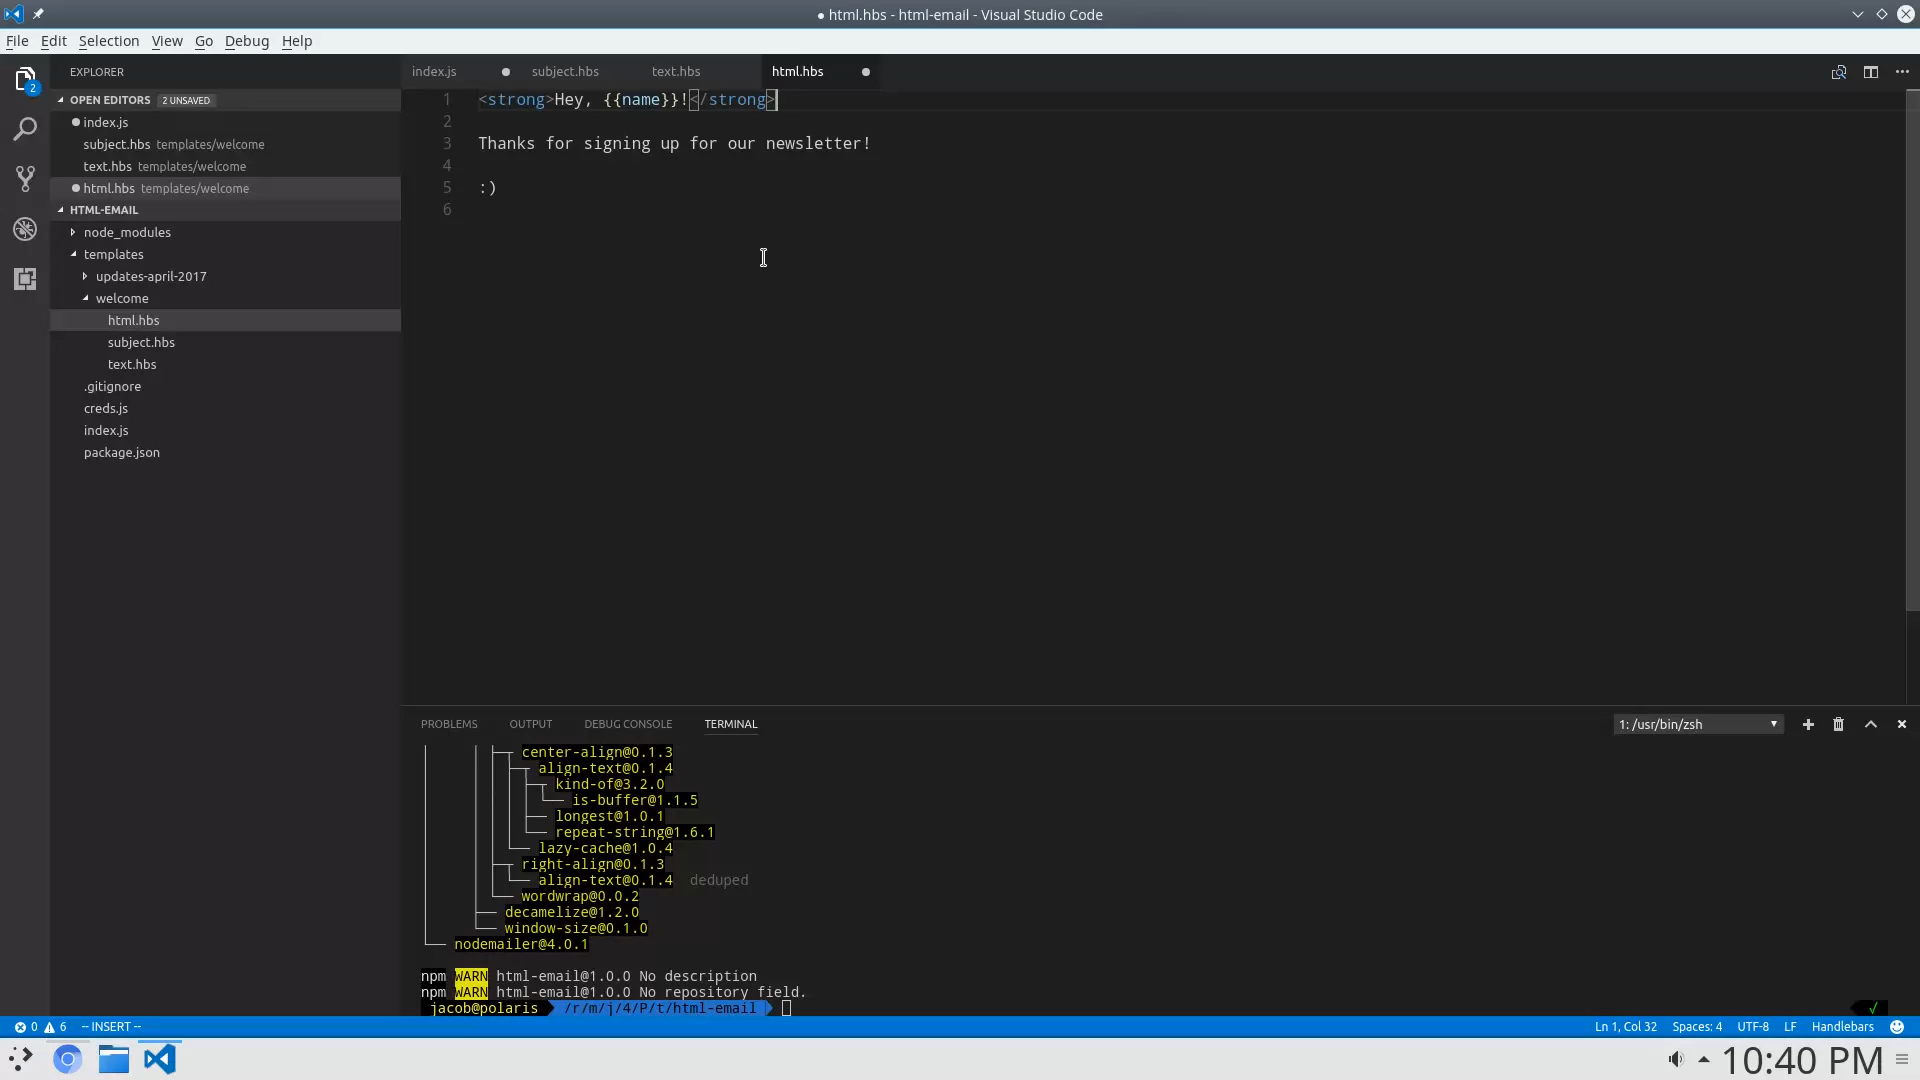 ● html.hbs - html-email - Visual Studio Code
File Edit Selection View Go Debug Help
EXPLORER
2
OPEN EDITORS 2 UNSAVED
index.js
subject.hbs templates/welcome
text.hbs templates/welcome
html.hbs templates/welcome
HTML-EMAIL
node_modules
templates
updates-april-2017
welcome
html.hbs
subject.hbs
text.hbs
.gitignore
creds.js
index.js
package.json
index.js subject.hbs text.hbs html.hbs
1 <strong>Hey, {{name}}!</strong>
2
3 Thanks for signing up for our newsletter!
4
5 :)
6
PROBLEMS OUTPUT DEBUG CONSOLE TERMINAL 1: /usr/bin/zsh
center-align@0.1.3
align-text@0.1.4
kind-of@3.2.0
is-buffer@1.1.5
longest@1.0.1
repeat-string@1.6.1
lazy-cache@1.0.4
right-align@0.1.3
align-text@0.1.4 deduped
wordwrap@0.0.2
decamelize@1.2.0
window-size@0.1.0
nodemailer@4.0.1
npm WARN html-email@1.0.0 No description
npm WARN html-email@1.0.0 No repository field.
jacob@polaris /r/m/j/4/P/t/html-email √
0 6 -- INSERT -- Ln 1, Col 32 Spaces: 4 UTF-8 LF Handlebars
10:40 PM